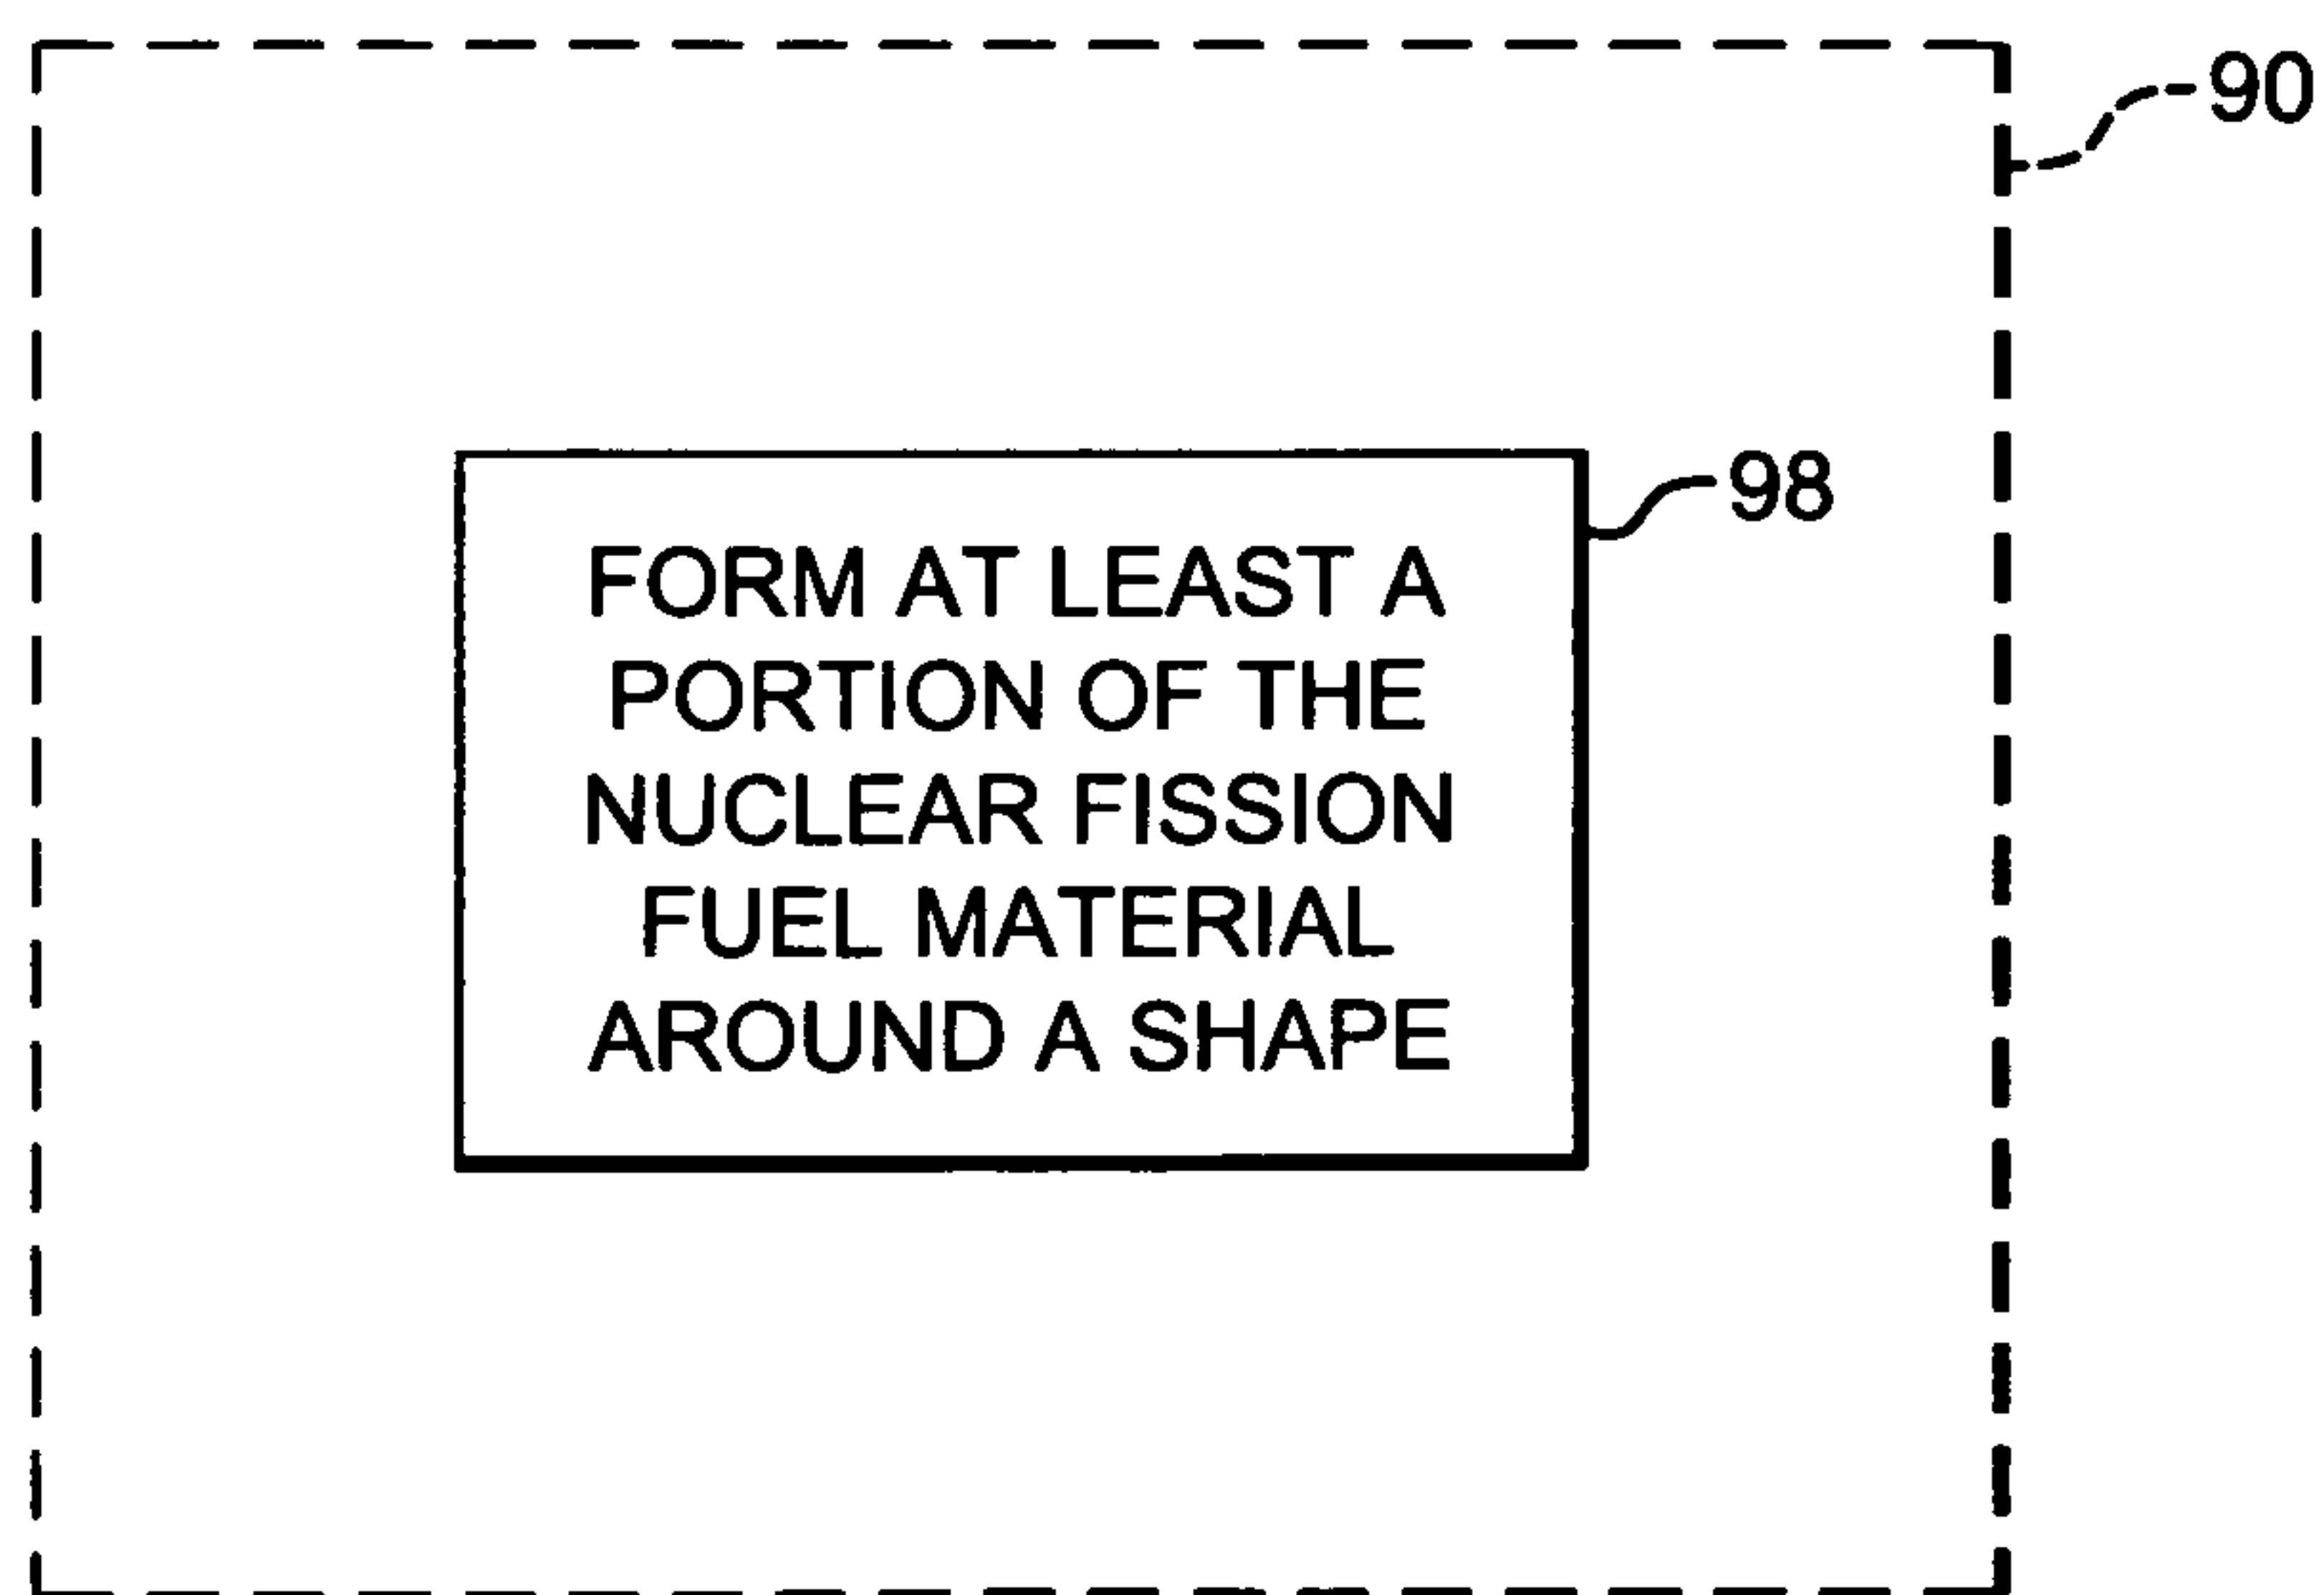 90
98
FORM AT LEAST A
PORTION OF THE
NUCLEAR FISSION
FUEL MATERIAL
AROUND A SHAPE